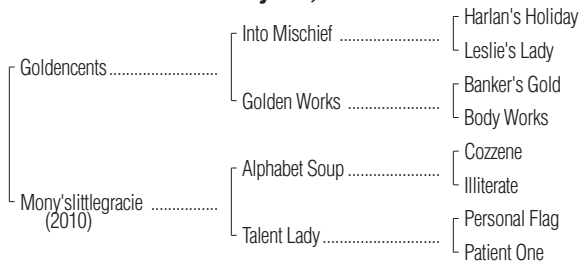 Harlan's Holiday
Into Mischief
Leslie's Lady
Goldencents
Banker's Gold
Golden Works
Body Works
Cozzene
Alphabet Soup
Illiterate
Mony'slittlegracie
(2010)
Personal Flag
Talent Lady
Patient One